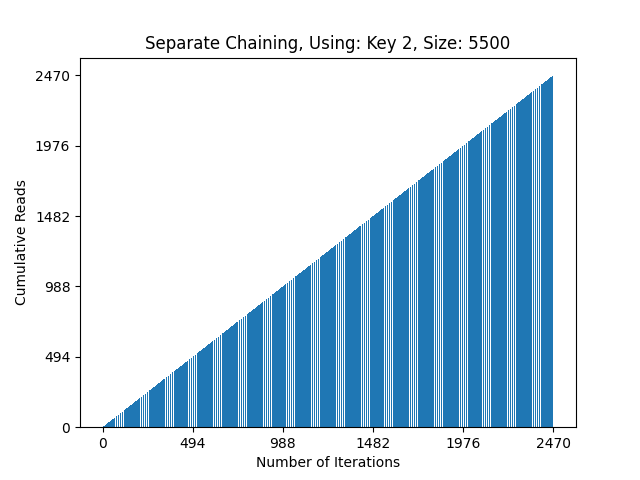 Separate Chaining, Using: Key 2, Size: 5500
Cumulative Reads
2470
1976
1482
988
494
0
0 494 988 1482 1976 2470
Number of Iterations